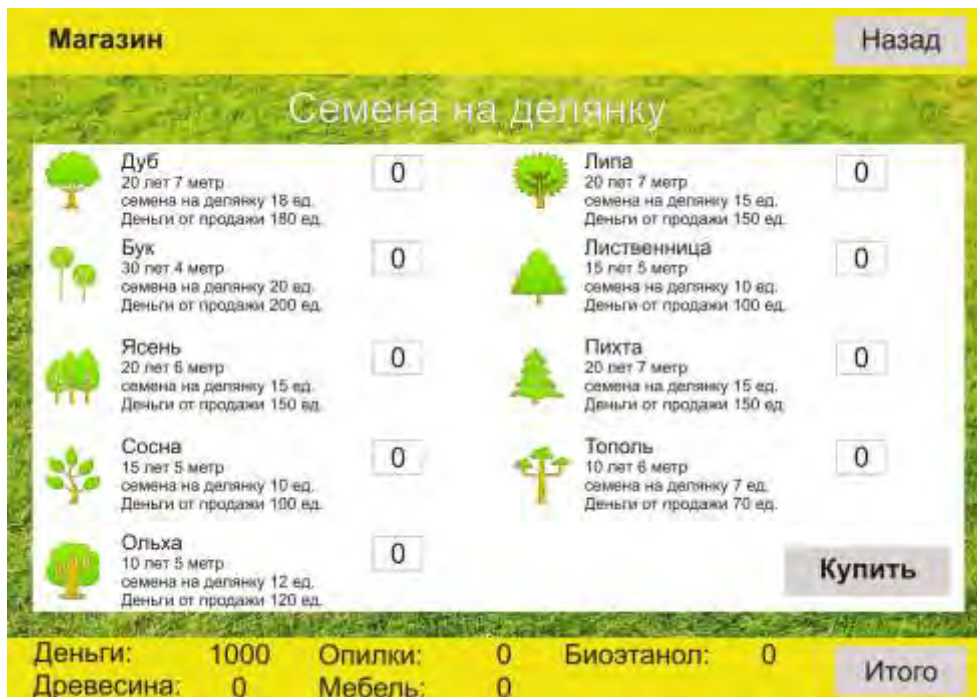 Магазин
Назад
Семена на делянку
Дуб
20 лет 7 метр
семена на делянку 18 ед.
Деньги от продажи 180 ед.
0
Бук
30 лет 4 метр
семена на делянку 20 ед.
Деньги от продажи 200 ед.
0
Ясень
20 лет 6 метр
семена на делянку 15 ед.
Деньги от продажи 150 ед.
0
Сосна
15 лет 5 метр
семена на делянку 10 ед.
Деньги от продажи 100 ед.
0
Ольха
10 лет 5 метр
семена на делянку 12 ед.
Деньги от продажи 120 ед.
0
Липа
20 лет 7 метр
семена на делянку 15 ед.
Деньги от продажи 150 ед.
0
Лиственница
15 лет 5 метр
семена на делянку 10 ед.
Деньги от продажи 100 ед.
0
Пихта
20 лет 7 метр
семена на делянку 15 ед.
Деньги от продажи 150 ед.
0
Тополь
10 лет 6 метр
семена на делянку 7 ед.
Деньги от продажи 70 ед.
0
Купить
Деньги: 1000 Опилки: 0 Биоэтанол: 0
Древесина: 0 Мебель: 0
Итого